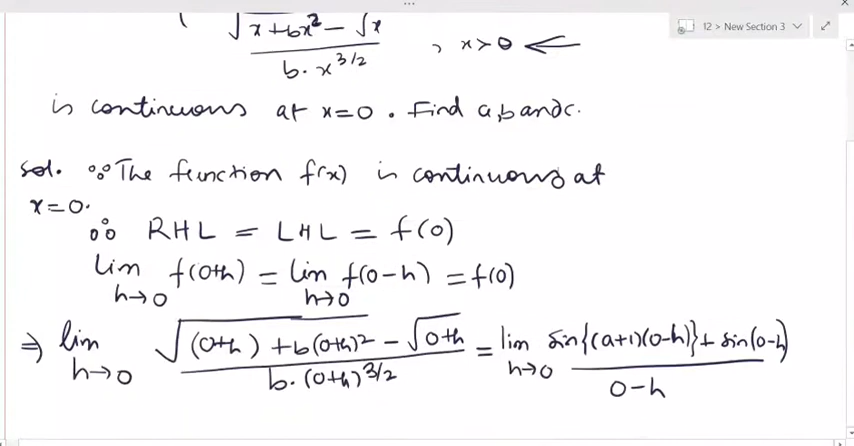 12 > New Section 3
√(x+bx²) - √x / b·x^3/2 , x>0 ←
is continuous at x=0. Find a,b and c.
Sol. ∵ The function f(x) is continuous at
x=0.
∴ RHL = LHL = f(0)
lim h→0 f(0+h) = lim h→0 f(0-h) = f(0)
⇒ lim h→0 √((0+h)+b(0+h)²) - √(0+h) / b·(0+h)^3/2 = lim h→0 sin{(a+1)(0-h)}+sin(0-h) / 0-h